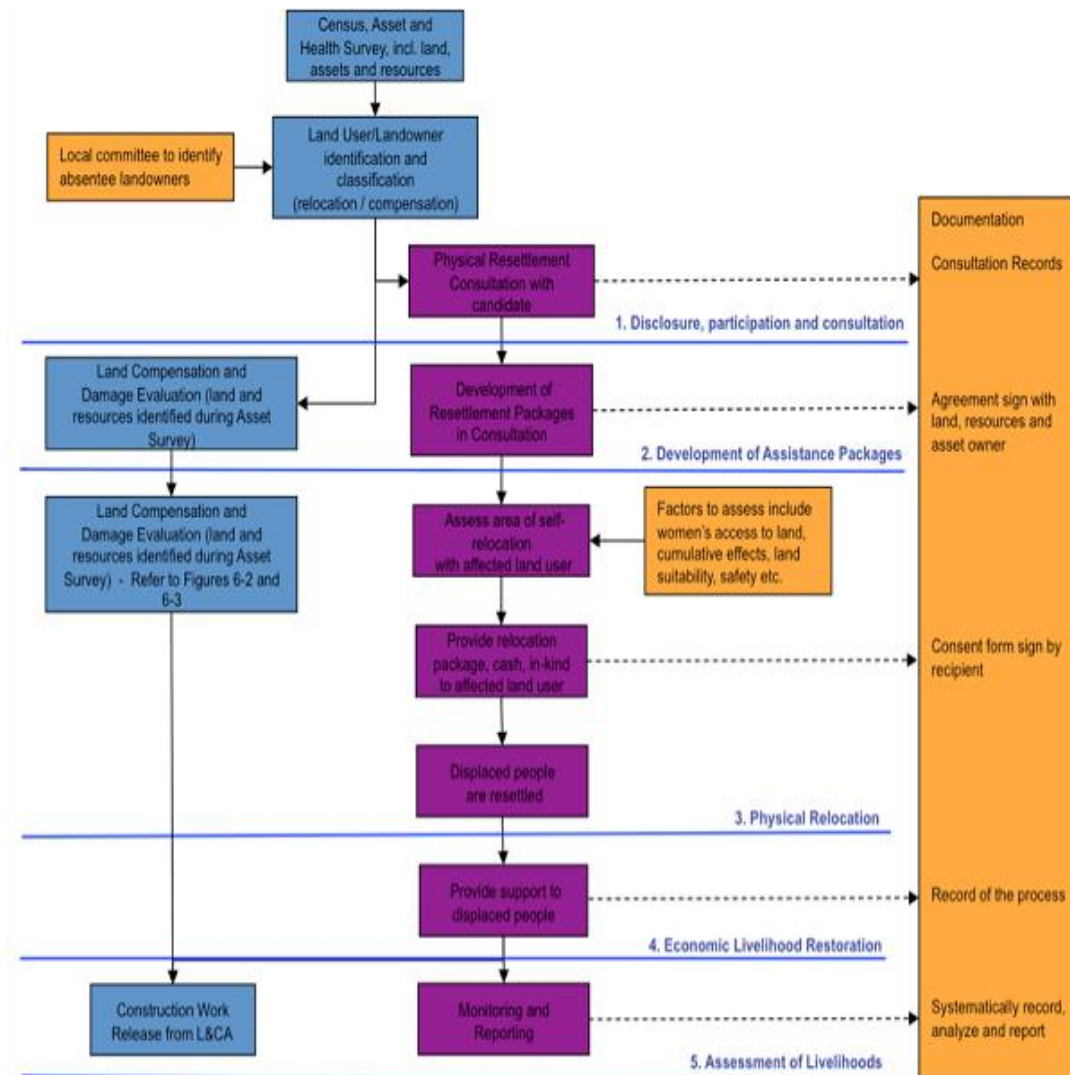 Census, Asset and
Health Survey, incl. land,
assets and resources
Local committee to identify
absentee landowners
Land User/Landowner
identification and
classification
(relocation / compensation)
Documentation
Physical Resettlement
Consultation with
candidate
Consultation Records
1. Disclosure, participation and consultation
Land Compensation and
Damage Evaluation (land and
resources identified during Asset
Survey)
Development of
Resettlement Packages
in Consultation
Agreement sign with
land, resources and
asset owner
2. Development of Assistance Packages
Land Compensation and
Damage Evaluation (land and
resources identified during Asset
Survey) - Refer to Figures 6-2 and
6-3
Assess area of self-
relocation
with affected land user
Factors to assess include
women's access to land,
cumulative effects, land
suitability, safety etc.
Provide relocation
package, cash, in-kind
to affected land user
Consent form sign by
recipient
Displaced people
are resettled
3. Physical Relocation
Provide support to
displaced people
Record of the process
4. Economic Livelihood Restoration
Construction Work
Release from L&CA
Monitoring and
Reporting
Systematically record,
analyze and report
5. Assessment of Livelihoods